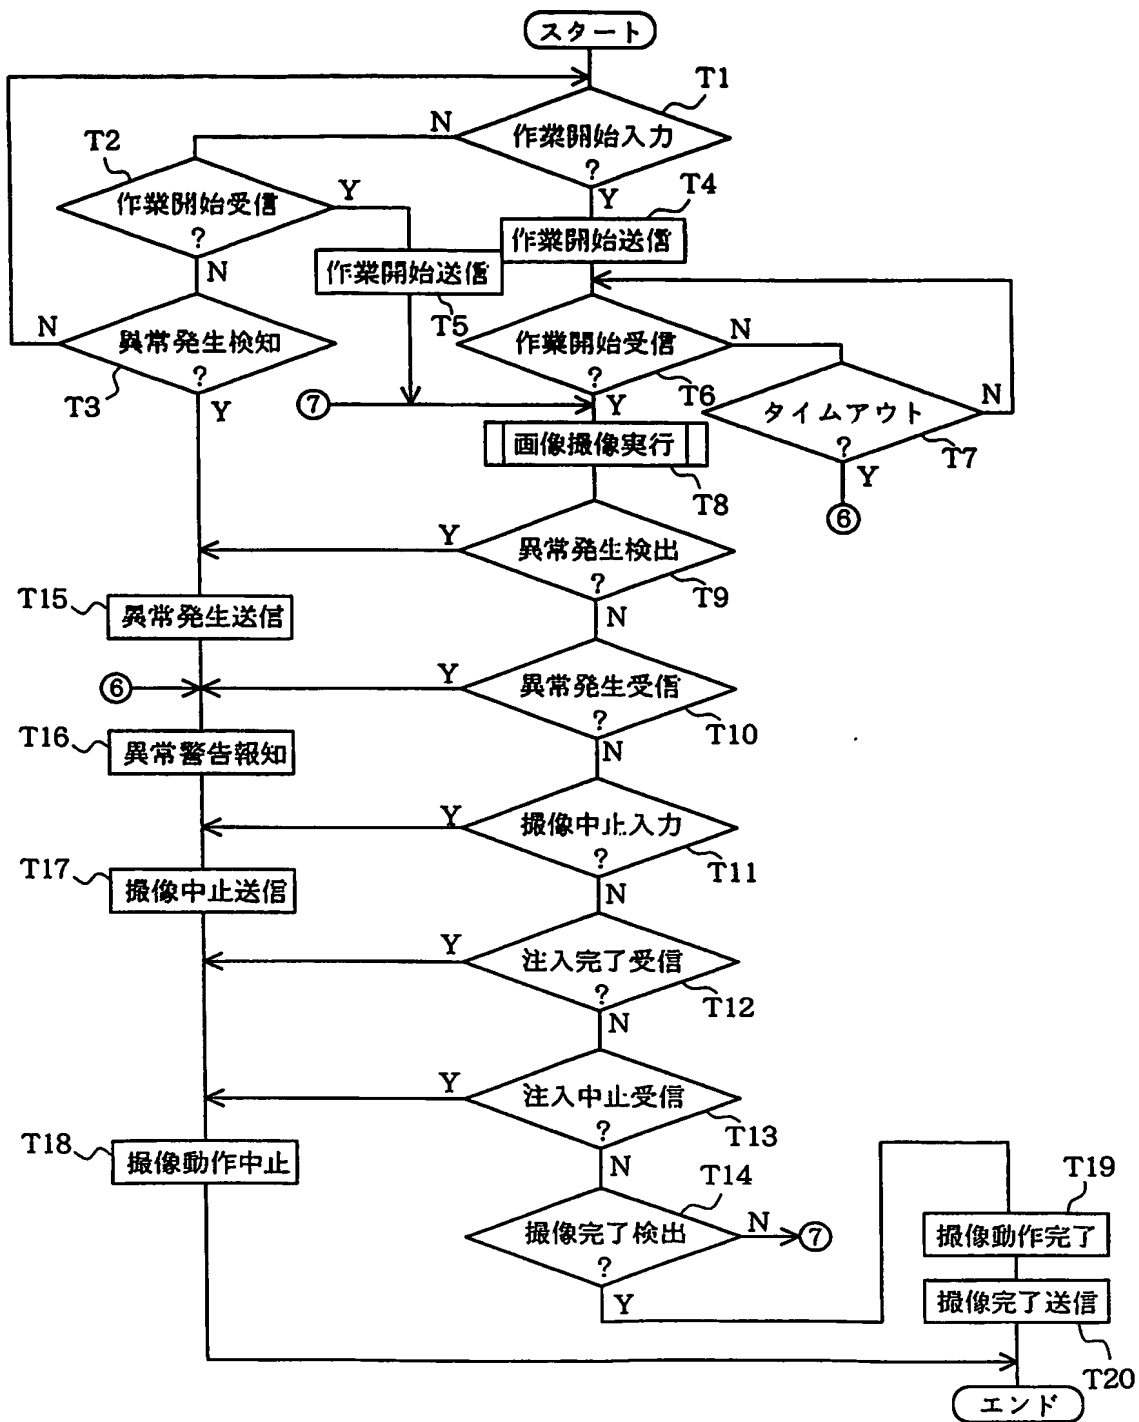 スタート
T1
N
作業開始入力
?
T2
Y
T4
作業開始受信
?
Y
作業開始送信
N
作業開始送信
T5
N
異常発生検知
?
T3
Y
作業開始受信
?
N
T6
Y
⑦
タイムアウト
?
N
T7
Y
⑥
画像撮像実行
T8
Y
異常発生検出
?
T9
N
T15
異常発生送信
⑥
Y
異常発生受信
?
T10
N
T16
異常警告報知
Y
撮像中止入力
?
T11
N
T17
撮像中止送信
Y
注入完了受信
?
T12
N
Y
注入中止受信
?
T13
N
T18
撮像動作中止
T14
撮像完了検出
?
N
⑦
Y
T19
撮像動作完了
撮像完了送信
T20
エンド